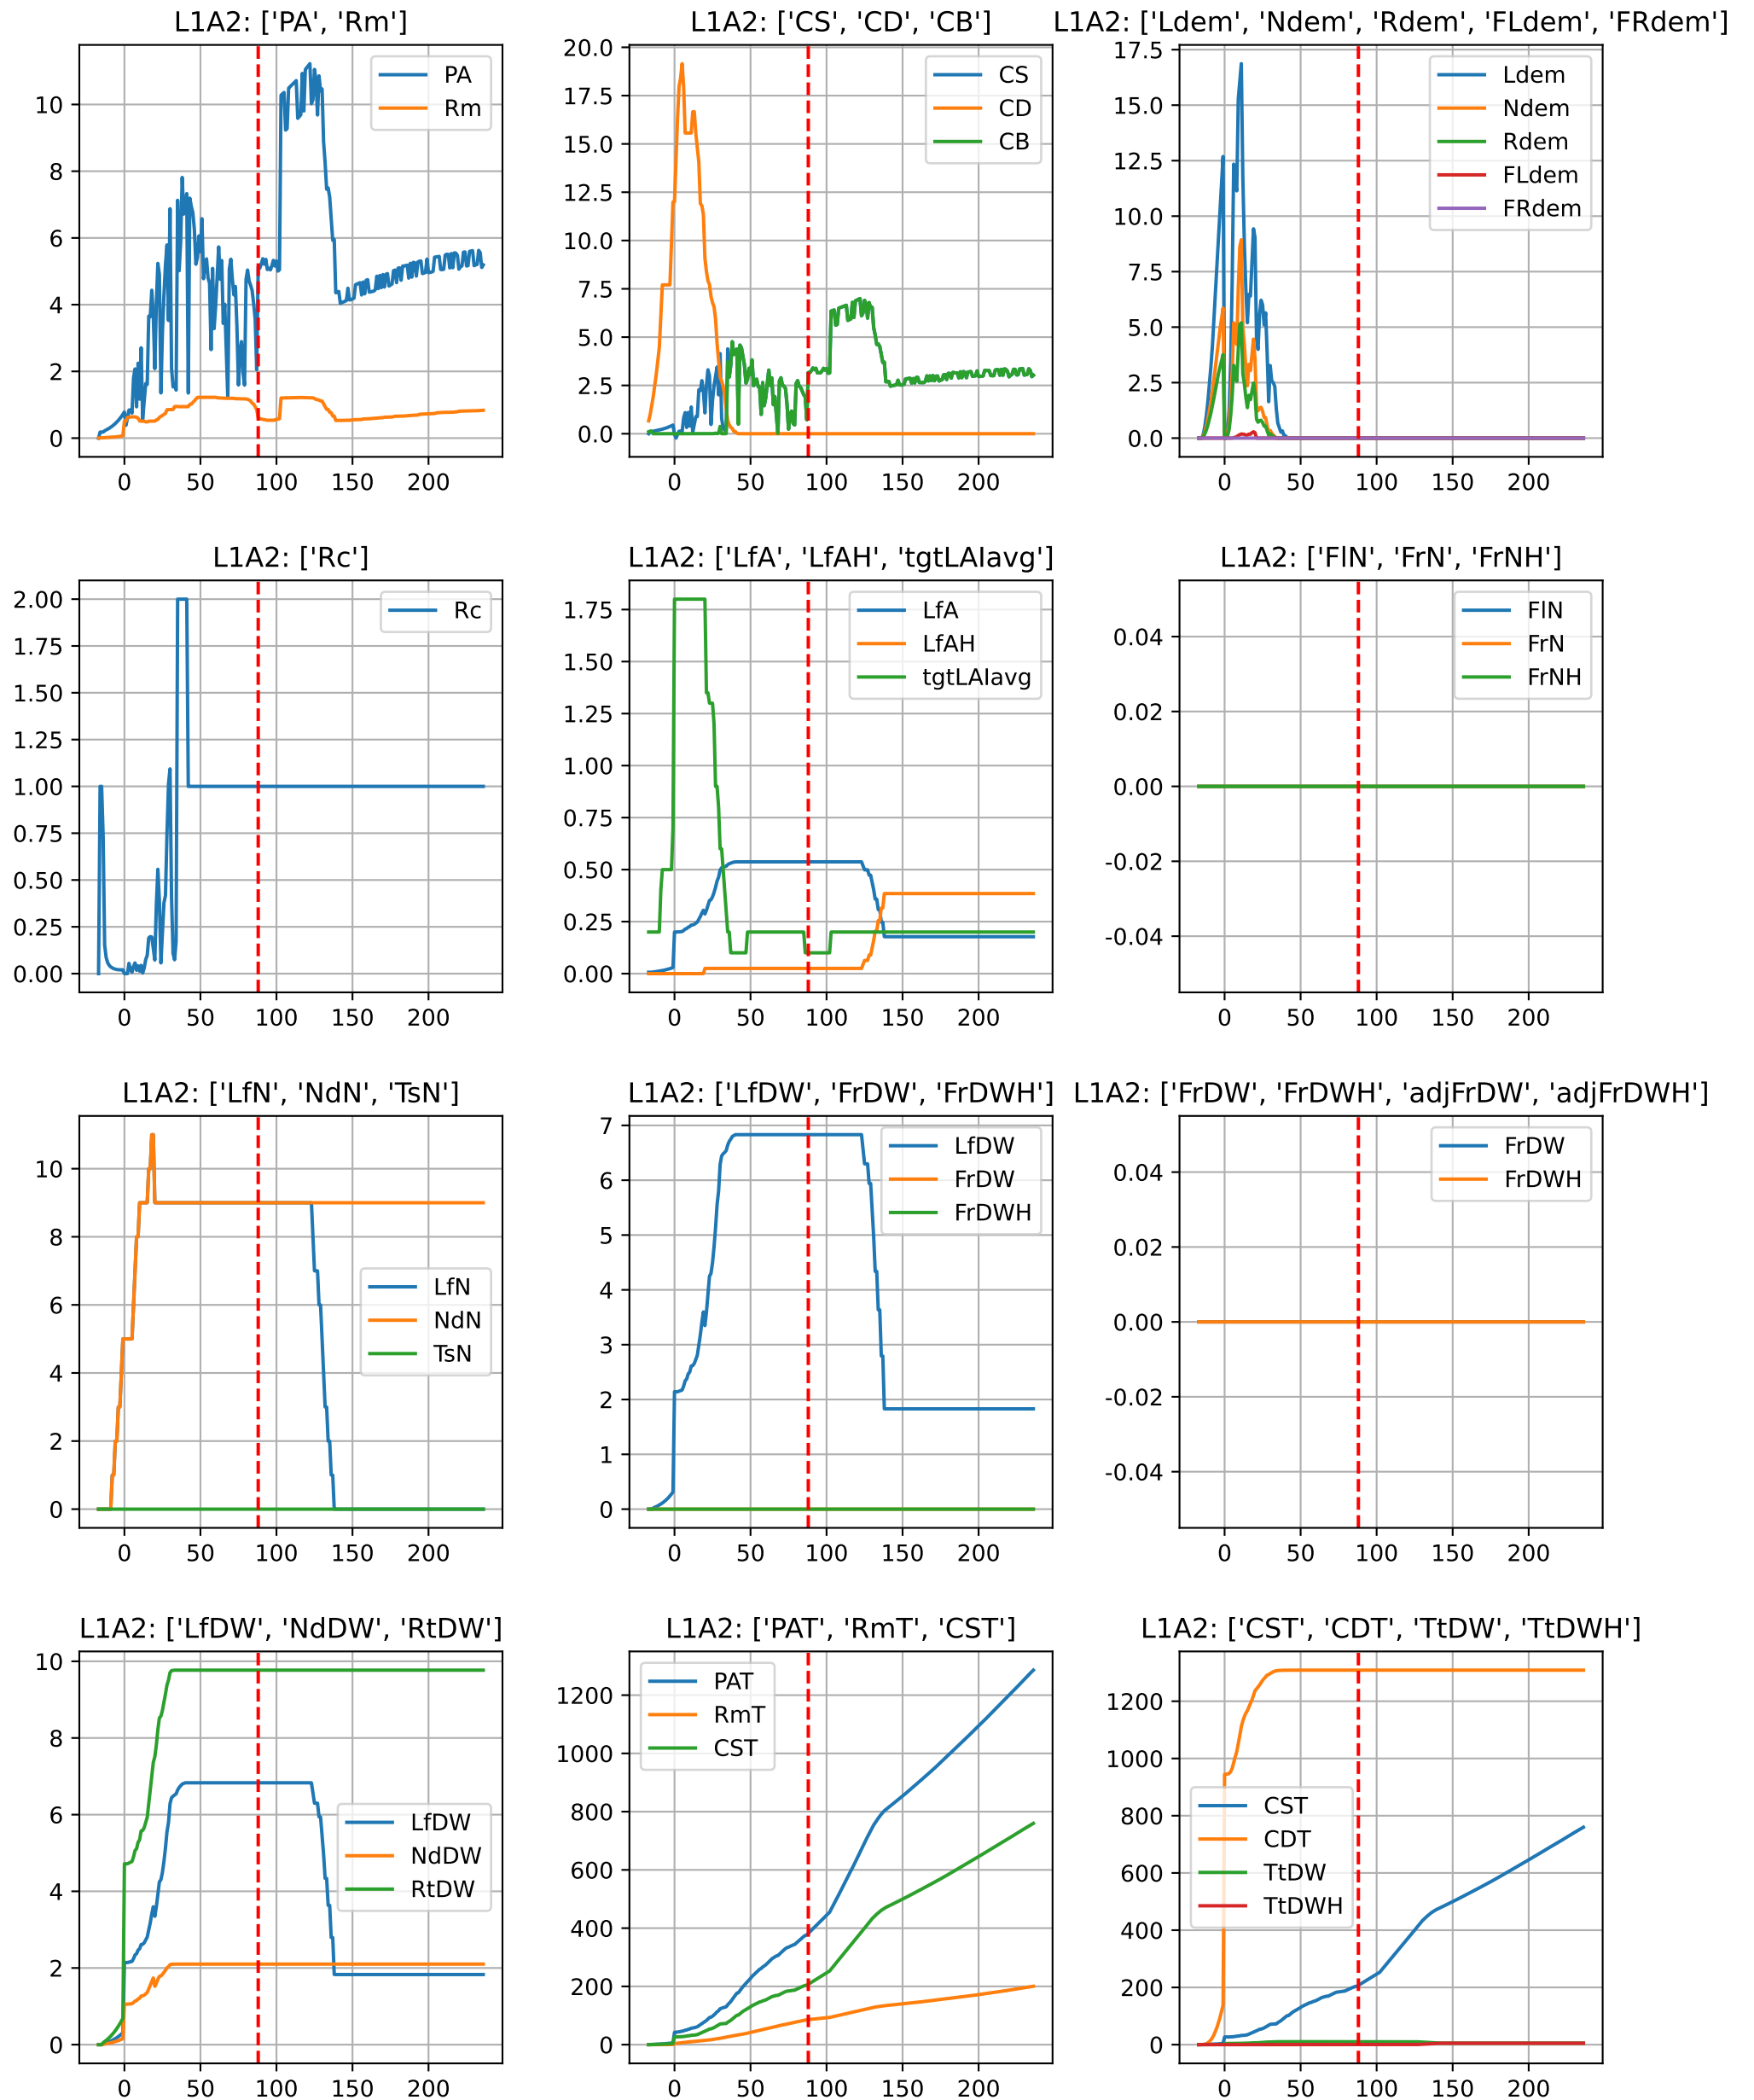 L1A2: ['PA', 'Rm']
PA
Rm
10
8
6
4
2
0
0 50 100 150 200
L1A2: ['CS', 'CD', 'CB']
CS
CD
CB
20.0
17.5
15.0
12.5
10.0
7.5
5.0
2.5
0.0
0 50 100 150 200
L1A2: ['Ldem', 'Ndem', 'Rdem', 'FLdem', 'FRdem']
Ldem
Ndem
Rdem
FLdem
FRdem
17.5
15.0
12.5
10.0
7.5
5.0
2.5
0.0
0 50 100 150 200
L1A2: ['Rc']
Rc
2.00
1.75
1.50
1.25
1.00
0.75
0.50
0.25
0.00
0 50 100 150 200
L1A2: ['LfA', 'LfAH', 'tgtLAIavg']
LfA
LfAH
tgtLAIavg
1.75
1.50
1.25
1.00
0.75
0.50
0.25
0.00
0 50 100 150 200
L1A2: ['FlN', 'FrN', 'FrNH']
FlN
FrN
FrNH
0.04
0.02
0.00
-0.02
-0.04
0 50 100 150 200
L1A2: ['LfN', 'NdN', 'TsN']
LfN
NdN
TsN
10
8
6
4
2
0
0 50 100 150 200
L1A2: ['LfDW', 'FrDW', 'FrDWH']
LfDW
FrDW
FrDWH
7
6
5
4
3
2
1
0
0 50 100 150 200
L1A2: ['FrDW', 'FrDWH', 'adjFrDW', 'adjFrDWH']
FrDW
FrDWH
0.04
0.02
0.00
-0.02
-0.04
0 50 100 150 200
L1A2: ['LfDW', 'NdDW', 'RtDW']
LfDW
NdDW
RtDW
10
8
6
4
2
0
0 50 100 150 200
L1A2: ['PAT', 'RmT', 'CST']
PAT
RmT
CST
1200
1000
800
600
400
200
0
0 50 100 150 200
L1A2: ['CST', 'CDT', 'TtDW', 'TtDWH']
CST
CDT
TtDW
TtDWH
1200
1000
800
600
400
200
0
0 50 100 150 200